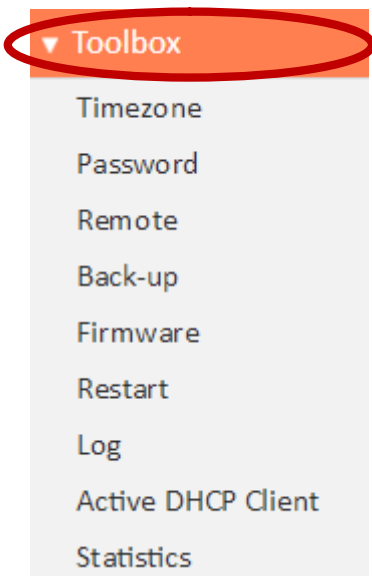 Toolbox
Timezone
Password
Remote
Back-up
Firmware
Restart
Log
Active DHCP Client
Statistics